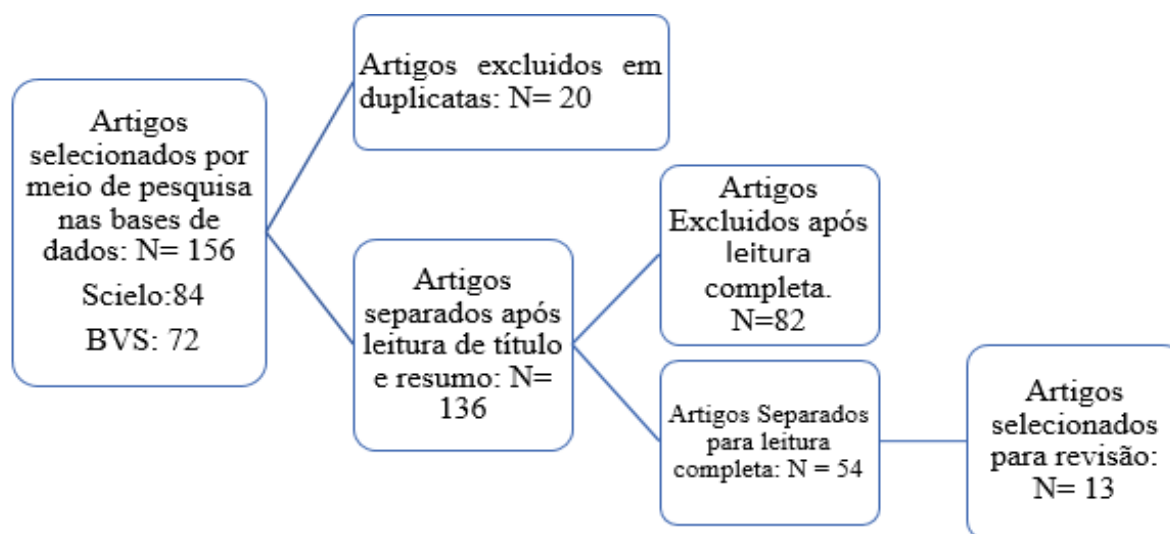 Artigos
selecionados por
meio de pesquisa
nas bases de
dados: N= 156
Scielo:84
BVS: 72
Artigos excluidos em
duplicatas: N= 20
Artigos
separados após
leitura de título
e resumo: N=
136
Artigos
Excluidos após
leitura
completa.
N=82
Artigos Separados
para leitura
completa: N = 54
Artigos
selecionados
para revisão:
N= 13